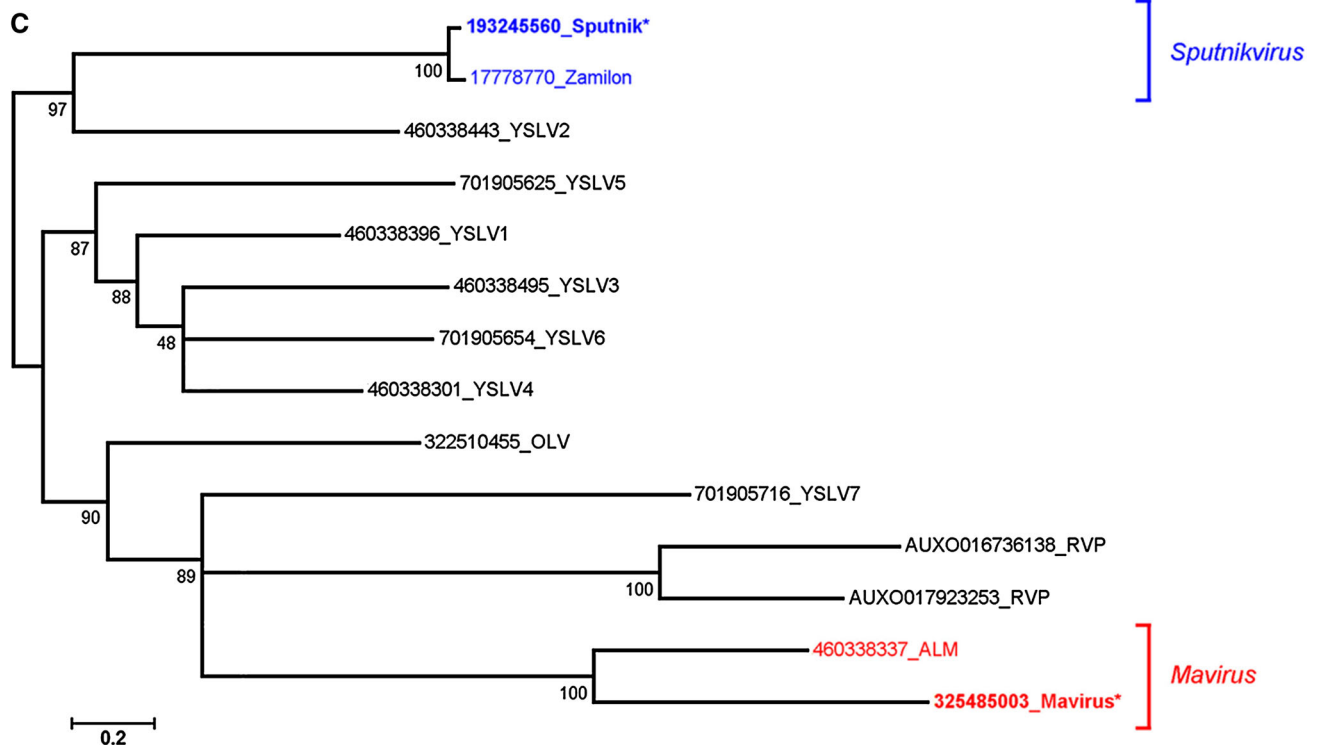 C
193245560_Sputnik*
Sputnikvirus
100
17778770_Zamilon
97
460338443_YSLV2
701905625_YSLV5
460338396_YSLV1
87
460338495_YSLV3
88
701905654_YSLV6
48
460338301_YSLV4
322510455_OLV
701905716_YSLV7
90
AUXO016736138_RVP
89
100
AUXO017923253_RVP
460338337_ALM
Mavirus
100
325485003_Mavirus*
0.2